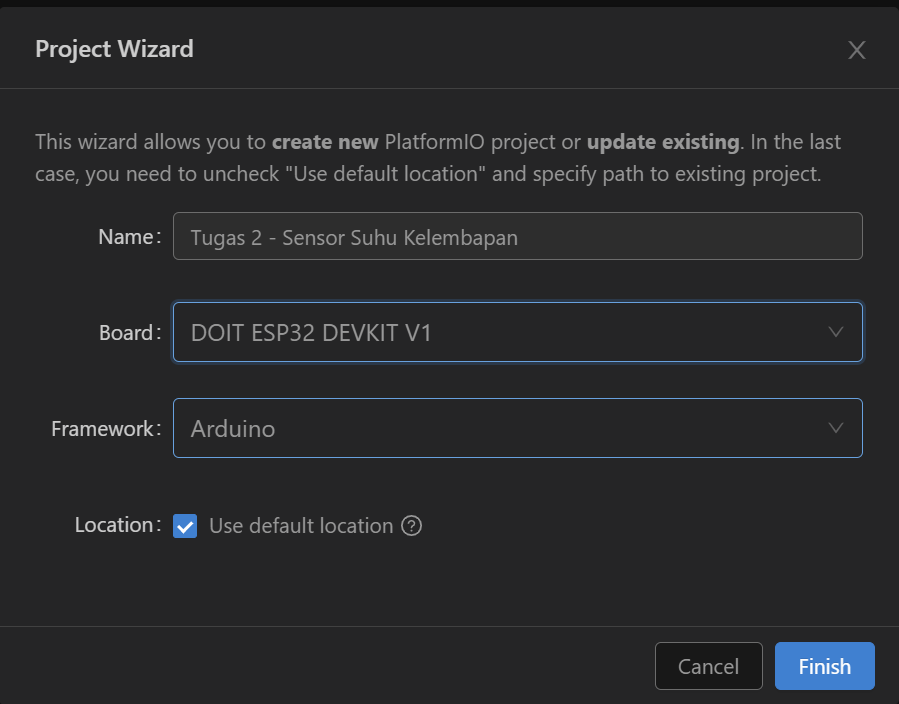 Project Wizard
This wizard allows you to create new PlatformIO project or update existing. In the last
case, you need to uncheck "Use default location" and specify path to existing project.
Name: Tugas 2 - Sensor Suhu Kelembapan
Board: DOIT ESP32 DEVKIT V1
Framework: Arduino
Location: Use default location ?
Cancel Finish